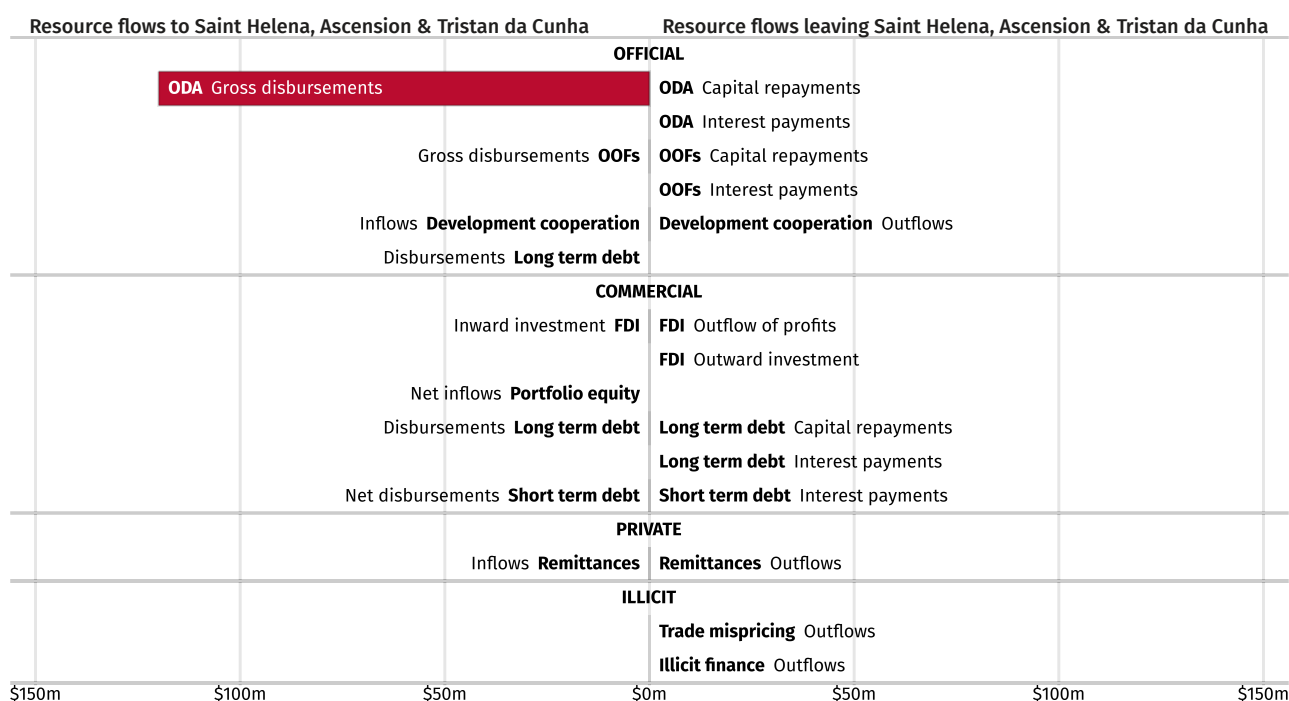 Resource flows to Saint Helena, Ascension & Tristan da Cunha Resource flows leaving Saint Helena, Ascension & Tristan da Cunha
OFFICIAL
ODA Gross disbursements ODA Capital repayments
ODA Interest payments
Gross disbursements OOFs OOFs Capital repayments
OOFs Interest payments
Inflows Development cooperation Development cooperation Outflows
Disbursements Long term debt
COMMERCIAL
Inward investment FDI FDI Outflow of profits
FDI Outward investment
Net inflows Portfolio equity
Disbursements Long term debt Long term debt Capital repayments
Long term debt Interest payments
Net disbursements Short term debt Short term debt Interest payments
PRIVATE
Inflows Remittances Remittances Outflows
ILLICIT
Trade mispricing Outflows
Illicit finance Outflows
$150m $100m $50m $0m $50m $100m $150m